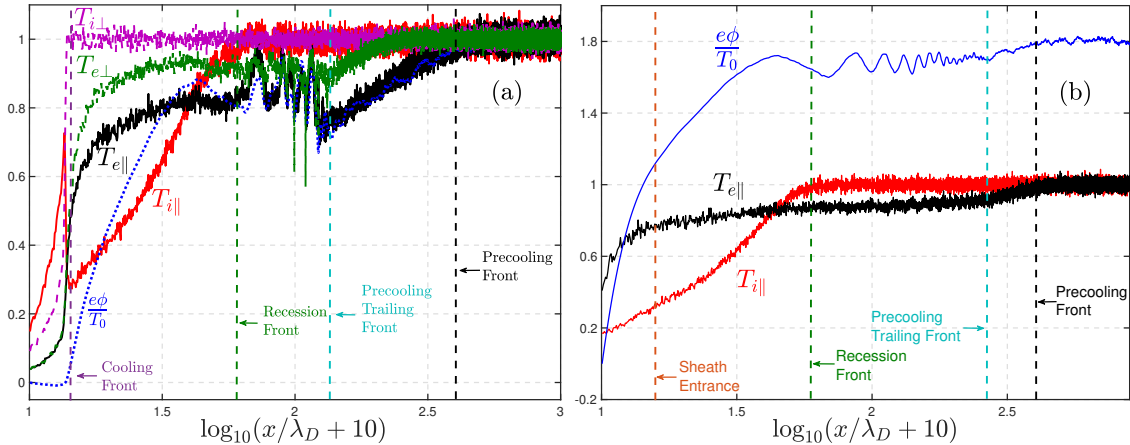 T_{i⊥}
(a)
T_{e⊥}
T_{e∥}
T_{i∥}
eϕ/T_0
Precooling
Front
Precooling
Trailing
Front
Recession
Front
Cooling
Front
1
0.8
0.6
0.4
0.2
0
1 1.5 2 2.5 3
log_{10}(x/λ_D + 10)
eϕ/T_0
(b)
T_{e∥}
T_{i∥}
Precooling
Front
Precooling
Trailing Front
Recession
Front
Sheath
Entrance
1.8
1.4
1
0.6
0.2
-0.2
1 1.5 2 2.5
log_{10}(x/λ_D + 10)